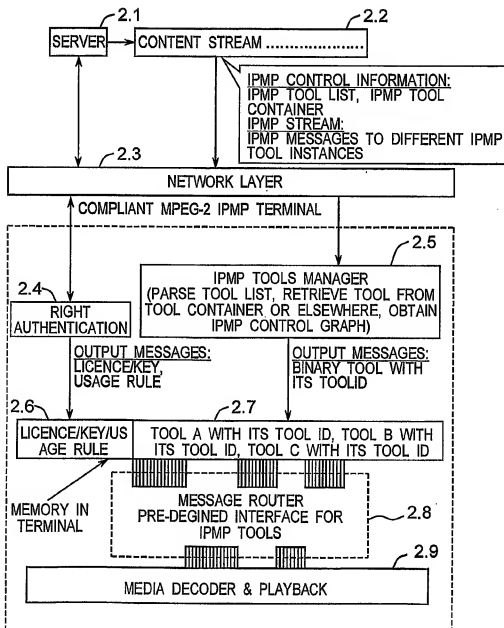 2.1
2.2
SERVER
CONTENT STREAM .....................
IPMP CONTROL INFORMATION:
IPMP TOOL LIST, IPMP TOOL
CONTAINER
IPMP STREAM:
IPMP MESSAGES TO DIFFERENT IPMP
TOOL INSTANCES
2.3
NETWORK LAYER
COMPLIANT MPEG-2 IPMP TERMINAL
2.5
IPMP TOOLS MANAGER
(PARSE TOOL LIST, RETRIEVE TOOL FROM
TOOL CONTAINER OR ELSEWHERE, OBTAIN
IPMP CONTROL GRAPH)
2.4
RIGHT
AUTHENTICATION
OUTPUT MESSAGES:
LICENCE/KEY,
USAGE RULE
OUTPUT MESSAGES:
BINARY TOOL WITH
ITS TOOLID
2.6
2.7
LICENCE/KEY/US
AGE RULE
TOOL A WITH ITS TOOL ID, TOOL B WITH
ITS TOOL ID, TOOL C WITH ITS TOOL ID
MEMORY IN
TERMINAL
MESSAGE ROUTER
PRE-DEGINED INTERFACE FOR
IPMP TOOLS
2.8
2.9
MEDIA DECODER & PLAYBACK